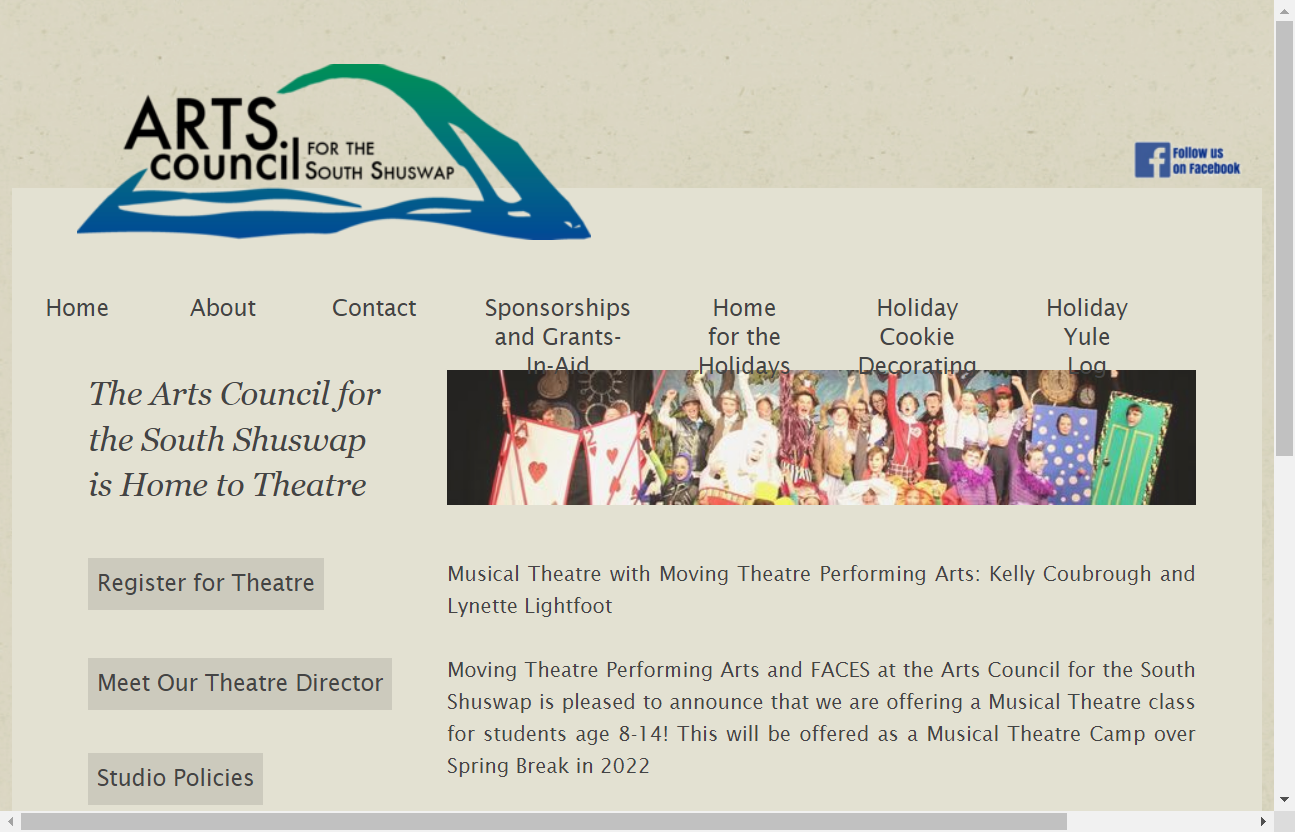 ARTS
council FOR THE
SOUTH SHUSWAP
Follow us
on Facebook
Home
About
Contact
Sponsorships
and Grants-
In-Aid
Home
for the
Holidays
Holiday
Cookie
Decorating
Holiday
Yule
Log
The Arts Council for
the South Shuswap
is Home to Theatre
Register for Theatre
Meet Our Theatre Director
Studio Policies
Musical Theatre with Moving Theatre Performing Arts: Kelly Coubrough and
Lynette Lightfoot
Moving Theatre Performing Arts and FACES at the Arts Council for the South
Shuswap is pleased to announce that we are offering a Musical Theatre class
for students age 8-14! This will be offered as a Musical Theatre Camp over
Spring Break in 2022